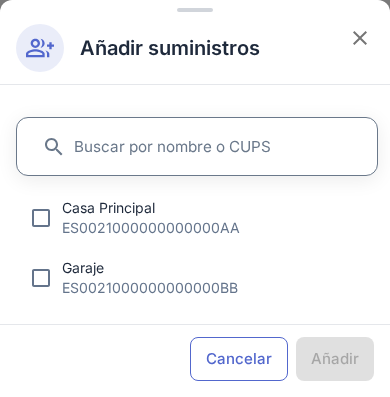 Añadir suministros
Buscar por nombre o CUPS
Casa Principal
ES0021000000000000AA
Garaje
ES0021000000000000BB
Cancelar
Añadir